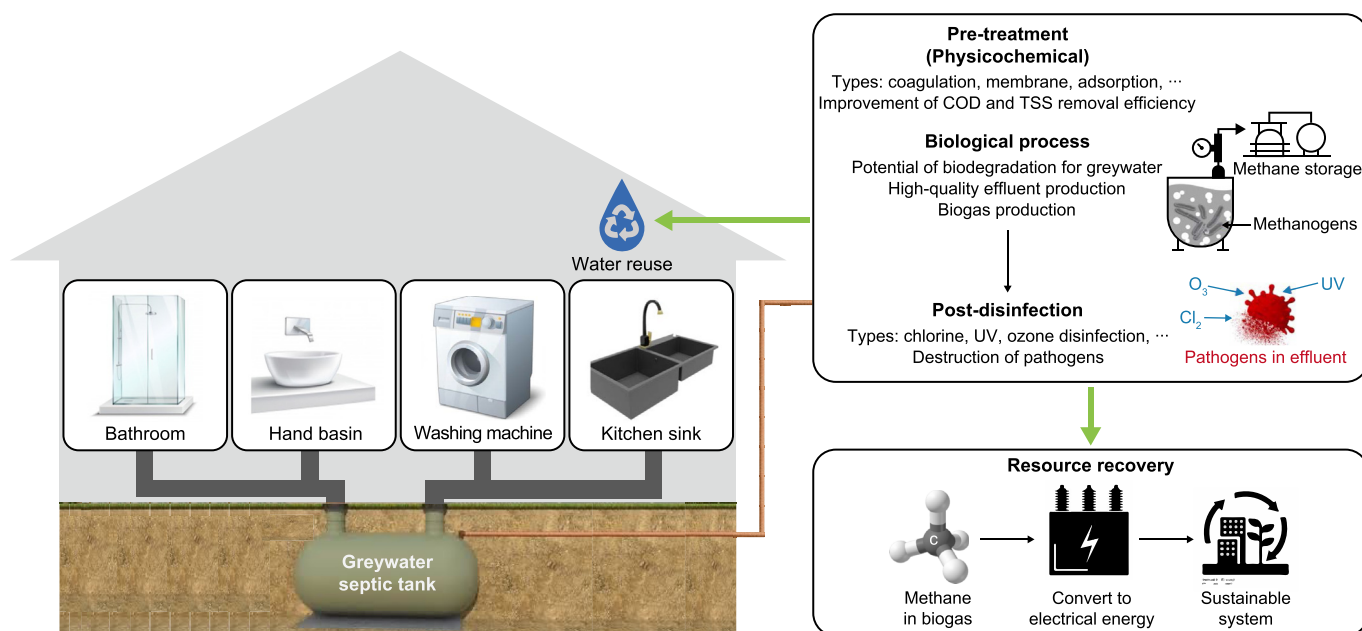 Water reuse
Bathroom
Hand basin
Washing machine
Kitchen sink
Greywater
septic tank
Pre-treatment
(Physicochemical)
Types: coagulation, membrane, adsorption, ···
Improvement of COD and TSS removal efficiency
Biological process
Potential of biodegradation for greywater
High-quality effluent production
Biogas production
Methane storage
Methanogens
Post-disinfection
Types: chlorine, UV, ozone disinfection, ···
Destruction of pathogens
O₃
UV
Cl₂
Pathogens in effluent
Resource recovery
C
Methane
in biogas
Convert to
electrical energy
Sustainable
system